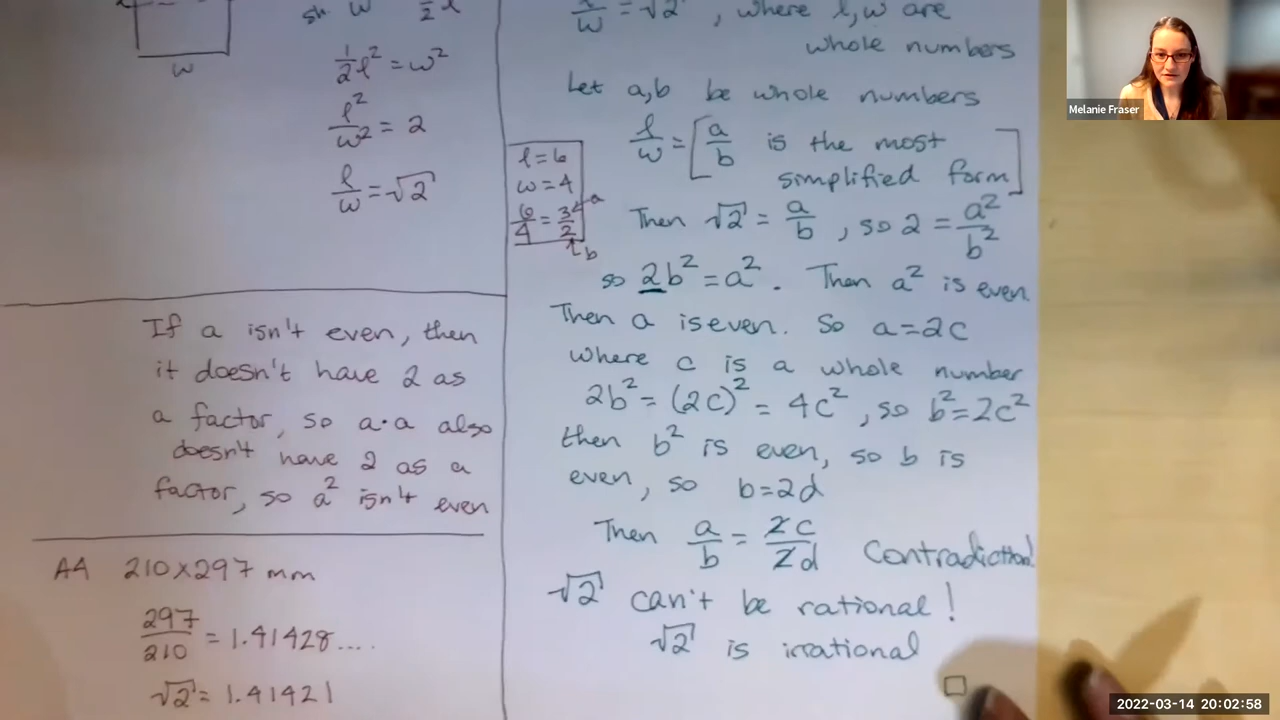 w
sh. w 1/2 l
1/2 l² = w²
l²/w² = 2
l/w = √2
If a isn't even, then
it doesn't have 2 as
a factor, so a·a also
doesn't have 2 as a
factor, so a² isn't even
A4 210×297 mm
297/210 = 1.41428....
√2 = 1.41421
l/w = √2 , where l,w are
whole numbers
Let a,b be whole numbers
l/w = [a/b is the most
simplified form]
l=6
w=4
6/4 = 3/2 a
b
Then √2 = a/b , so 2 = a²/b²
so 2b² = a². Then a² is even.
Then a is even. So a=2c
where c is a whole number
2b² = (2c)² = 4c² , so b²=2c²
then b² is even, so b is
even, so b=2d
Then a/b = 2c/2d Contradiction!
√2 can't be rational!
√2 is irrational
□
Melanie Fraser
2022-03-14 20:02:58